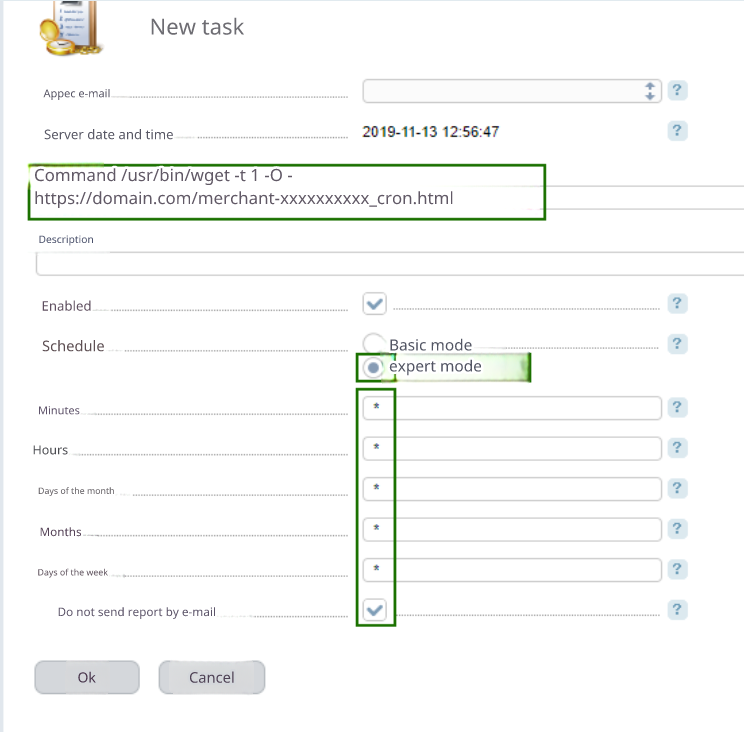 New task
Appec e-mail
?
Server date and time
2019-11-13 12:56:47
?
Command /usr/bin/wget -t 1 -O -
https://domain.com/merchant-xxxxxxxxxx_cron.html
Description
Enabled
?
Schedule
Basic mode
?
expert mode
Minutes
*
?
Hours
*
?
Days of the month
*
?
Months
*
?
Days of the week
*
?
Do not send report by e-mail
?
Ok
Cancel